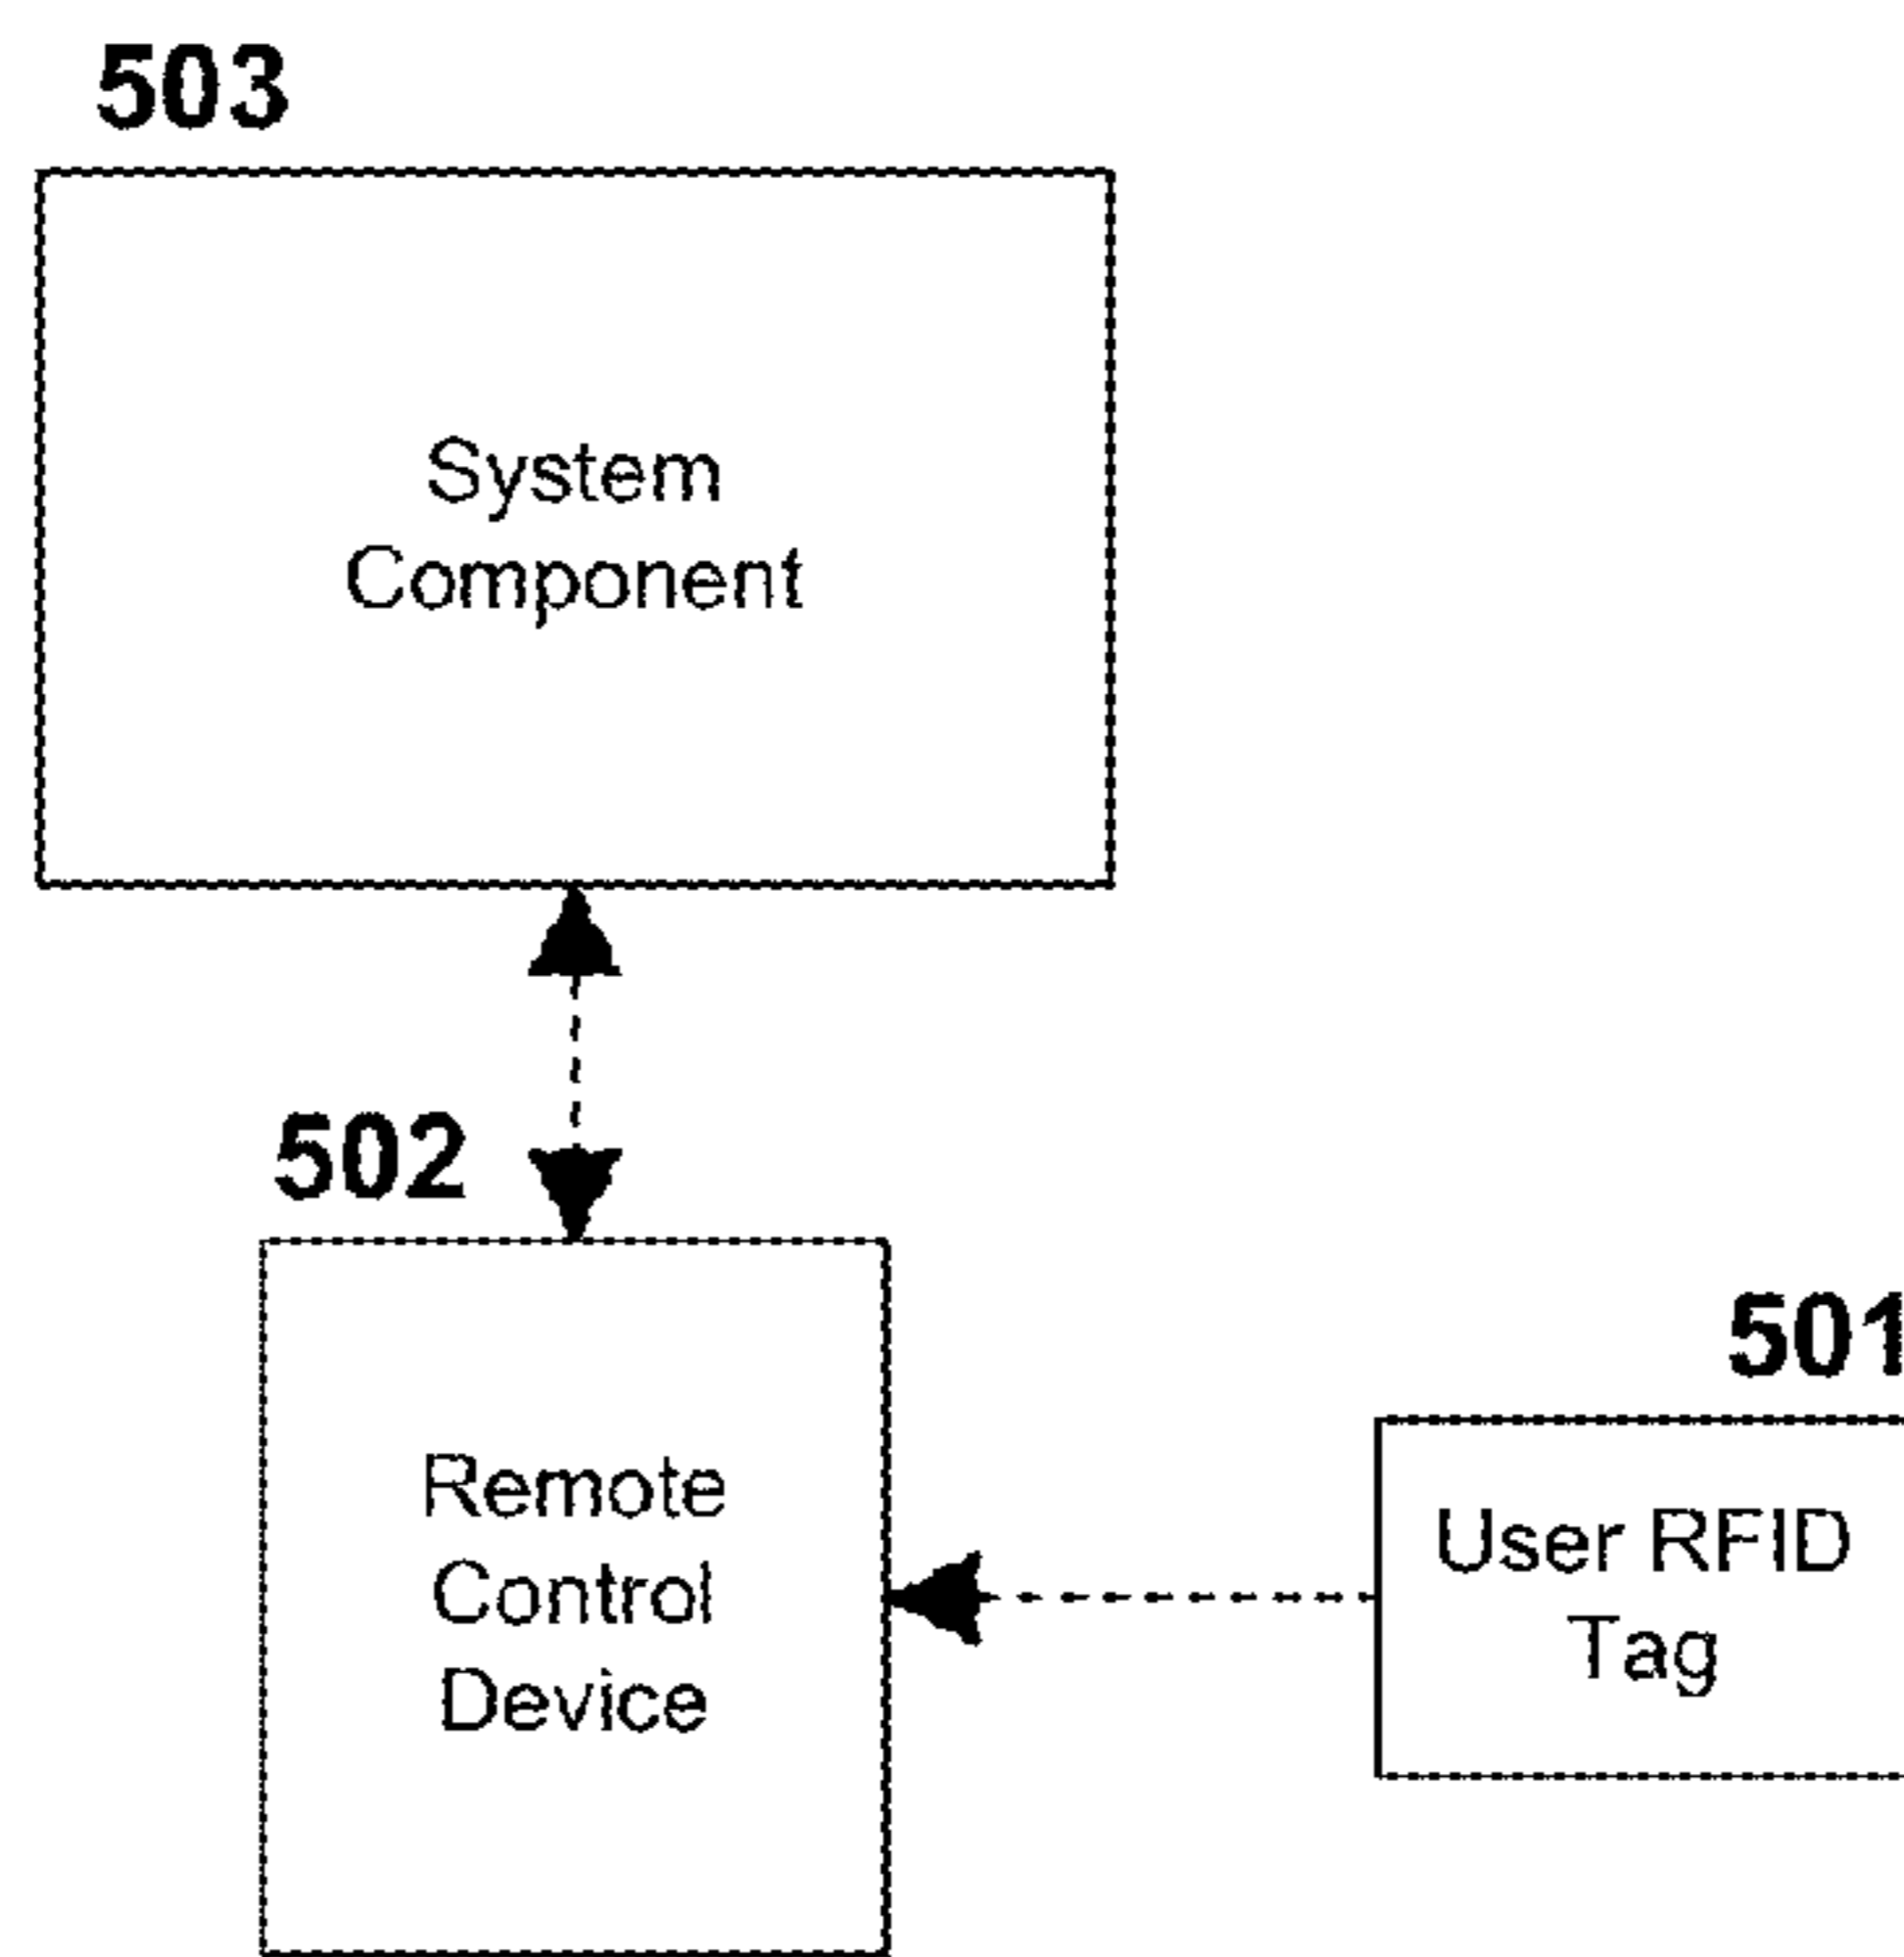 503
System
Component
502
Remote
Control
Device
501
User RFID
Tag